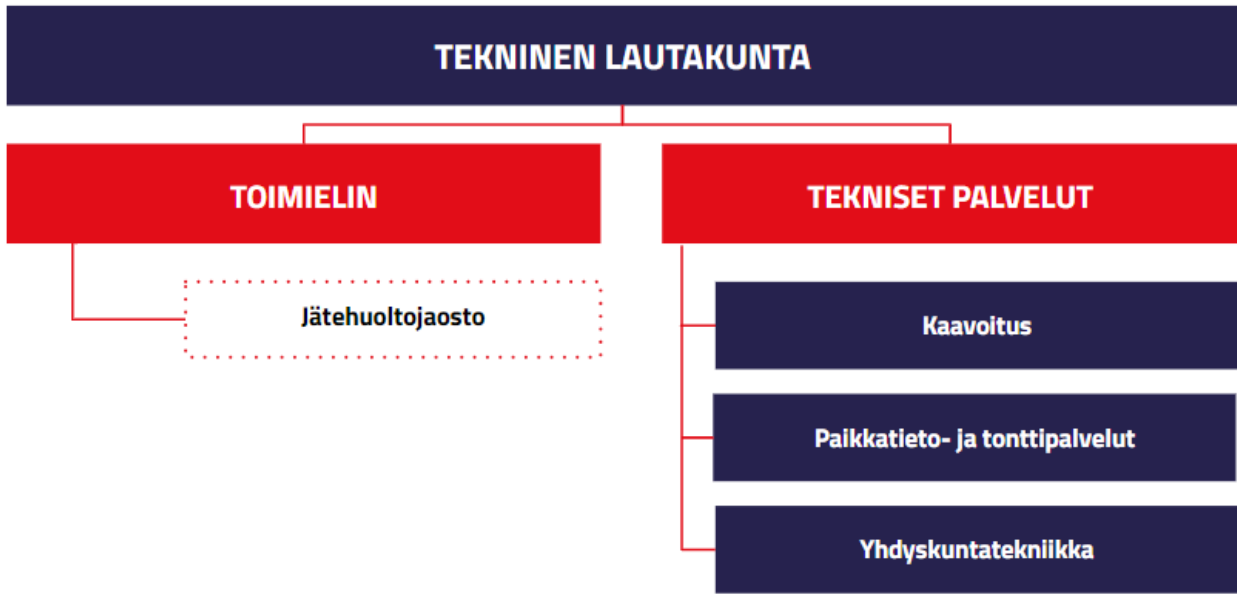 TEKNINEN LAUTAKUNTA
TOIMIELIN
Jätehuoltojaosto
TEKNISET PALVELUT
Kaavoitus
Paikkatieto- ja tonttipalvelut
Yhdyskuntatekniikka